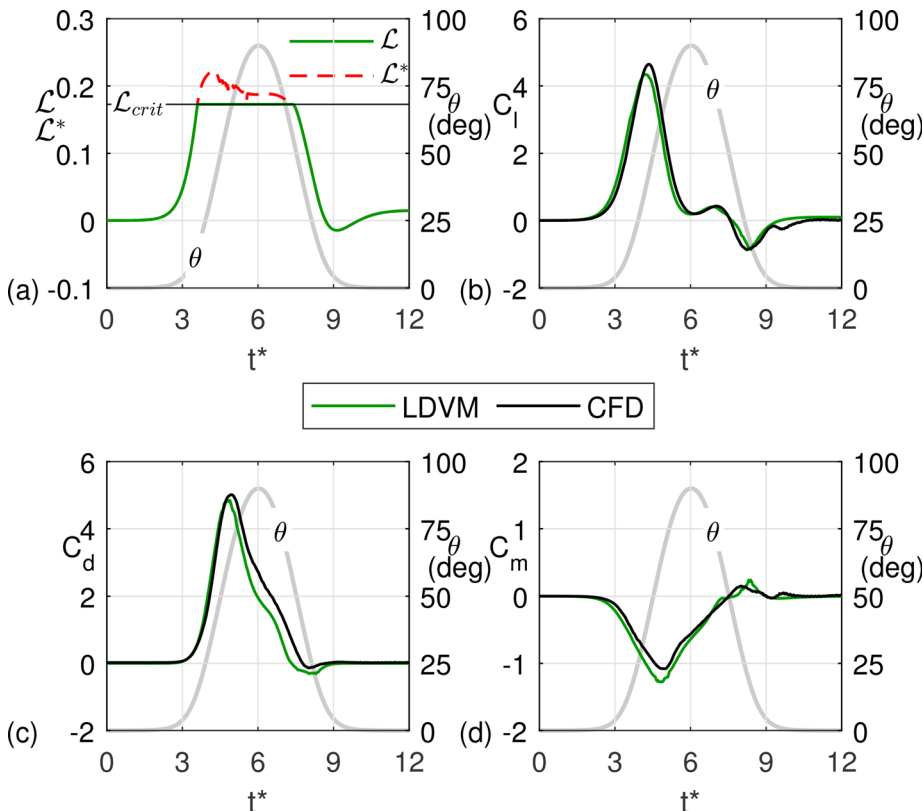 0.3 100 6 100
ℒ
0.2 ℒ* 75 4 75
ℒcrit θ θ
ℒ θ (deg) C_l θ (deg)
ℒ*
0.1 50 2 50
0 25 0 25
θ
(a) -0.1 0 (b) -2 0
0 3 6 9 12 0 3 6 9 12
t* t*
LDVM CFD
6 100 2 100
4 75 1 75
θ θ
C_d θ (deg) C_m θ (deg)
2 50 0 50
0 25 -1 25
(c) -2 0 (d) -2 0
0 3 6 9 12 0 3 6 9 12
t* t*